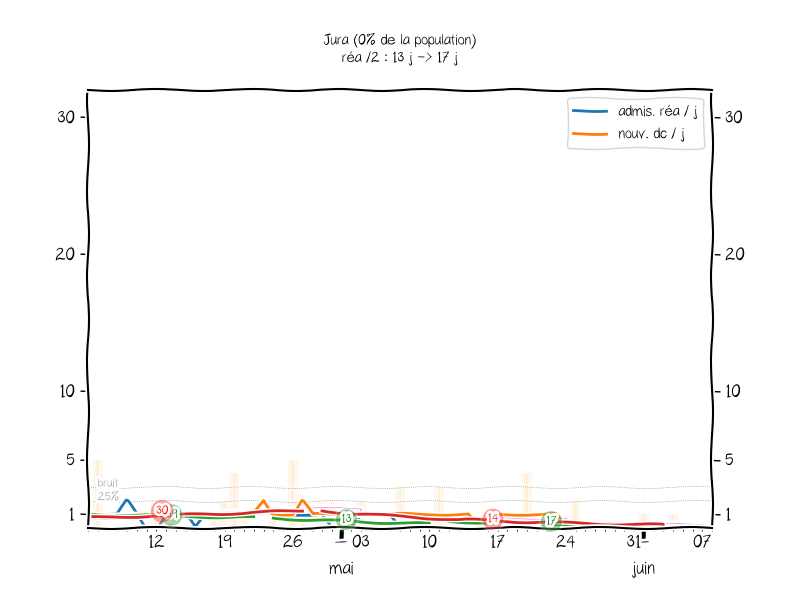 Jura (0% de la population)
réa /2 : 13 j -> 17 j
admis. réa / j
nouv. dc / j
30 30
20 20
10 10
5 5
bruit
25%
1 1
30 13 14 17
12 19 26 03 10 17 24 31 07
mai juin